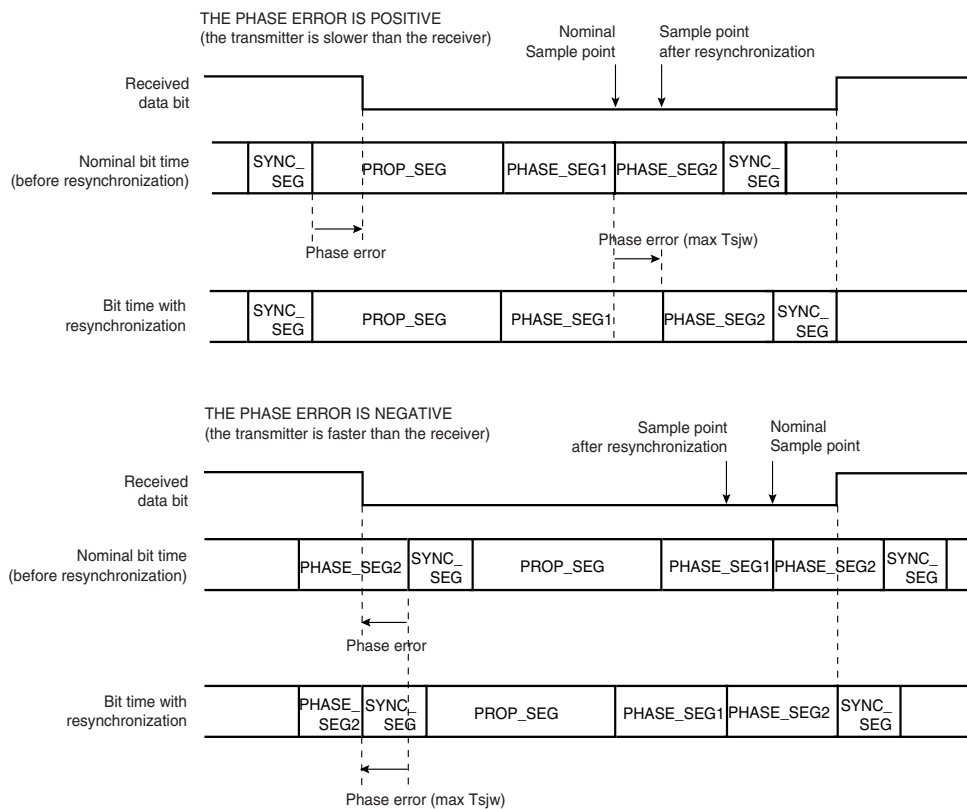 THE PHASE ERROR IS POSITIVE
(the transmitter is slower than the receiver)
Nominal
Sample point
Sample point
after resynchronization
Received
data bit
Nominal bit time
(before resynchronization)
SYNC_
SEG
PROP_SEG
PHASE_SEG1
PHASE_SEG2
SYNC_
SEG
Phase error
Phase error (max Tsjw)
Bit time with
resynchronization
SYNC_
SEG
PROP_SEG
PHASE_SEG1
PHASE_SEG2
SYNC_
SEG
THE PHASE ERROR IS NEGATIVE
(the transmitter is faster than the receiver)
Sample point
after resynchronization
Nominal
Sample point
Received
data bit
Nominal bit time
(before resynchronization)
PHASE_SEG2
SYNC_
SEG
PROP_SEG
PHASE_SEG1
PHASE_SEG2
SYNC_
SEG
Phase error
Bit time with
resynchronization
PHASE_
SEG2
SYNC_
SEG
PROP_SEG
PHASE_SEG1
PHASE_SEG2
SYNC_
SEG
Phase error (max Tsjw)